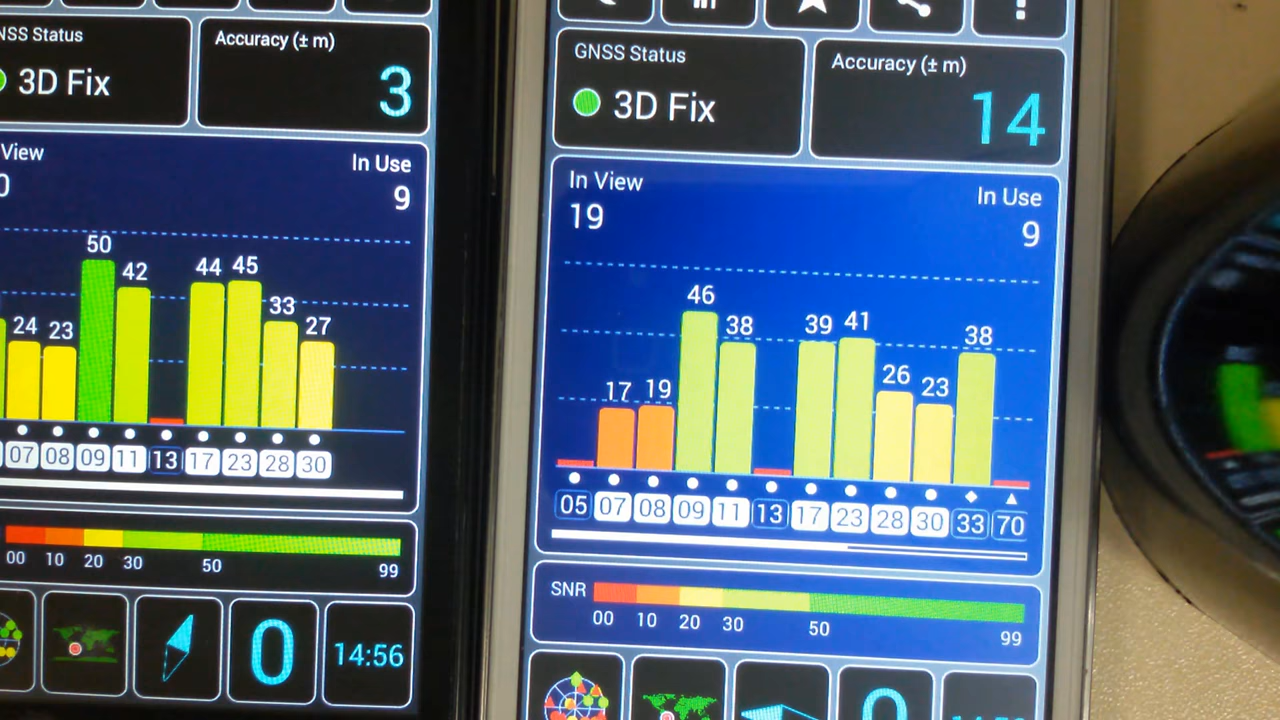 NSS Status
3D Fix
Accuracy (± m)
3
View
0
In Use
9
24 23 50 42 44 45 33 27
07 08 09 11 13 17 23 28 30
00 10 20 30 50 99
0
14:56
GNSS Status
3D Fix
Accuracy (± m)
14
In View
19
In Use
9
17 19 46 38 39 41 26 23 38
05 07 08 09 11 13 17 23 28 30 33 70
SNR
00 10 20 30 50 99